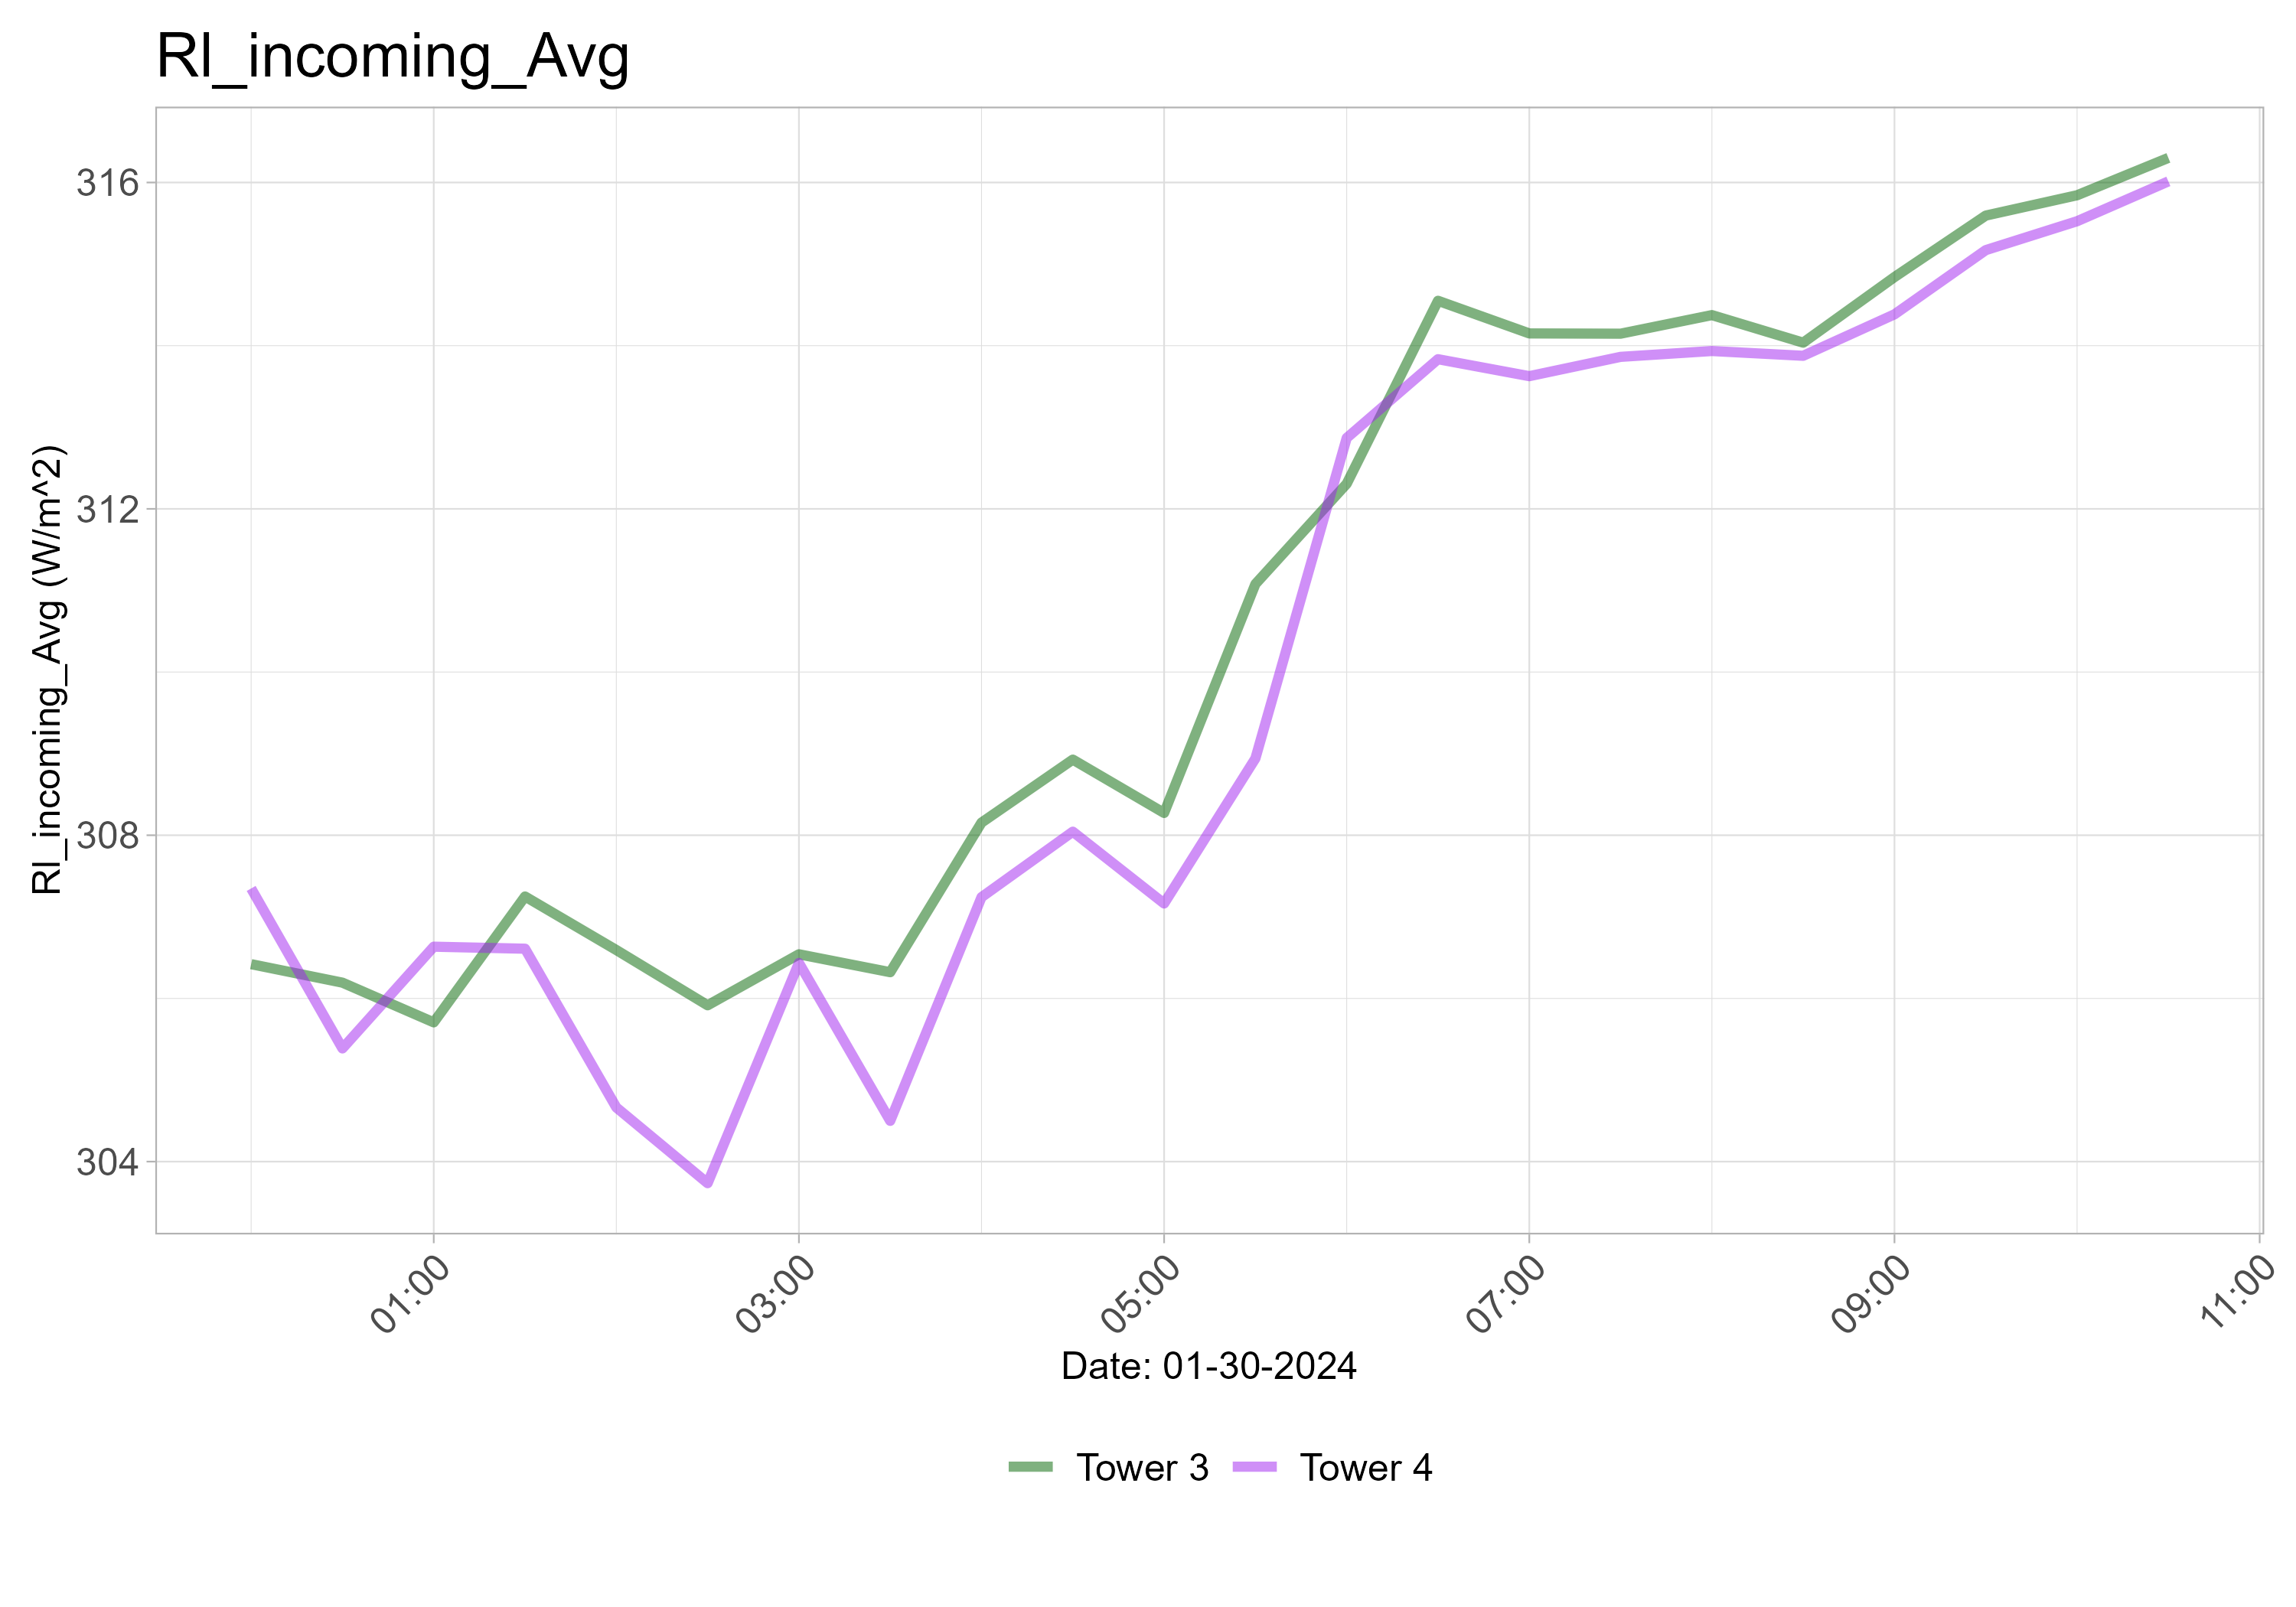 Rl_incoming_Avg
Rl_incoming_Avg (W/m^2)
316
312
308
304
01:00
03:00
05:00
07:00
09:00
11:00
Date: 01-30-2024
Tower 3
Tower 4